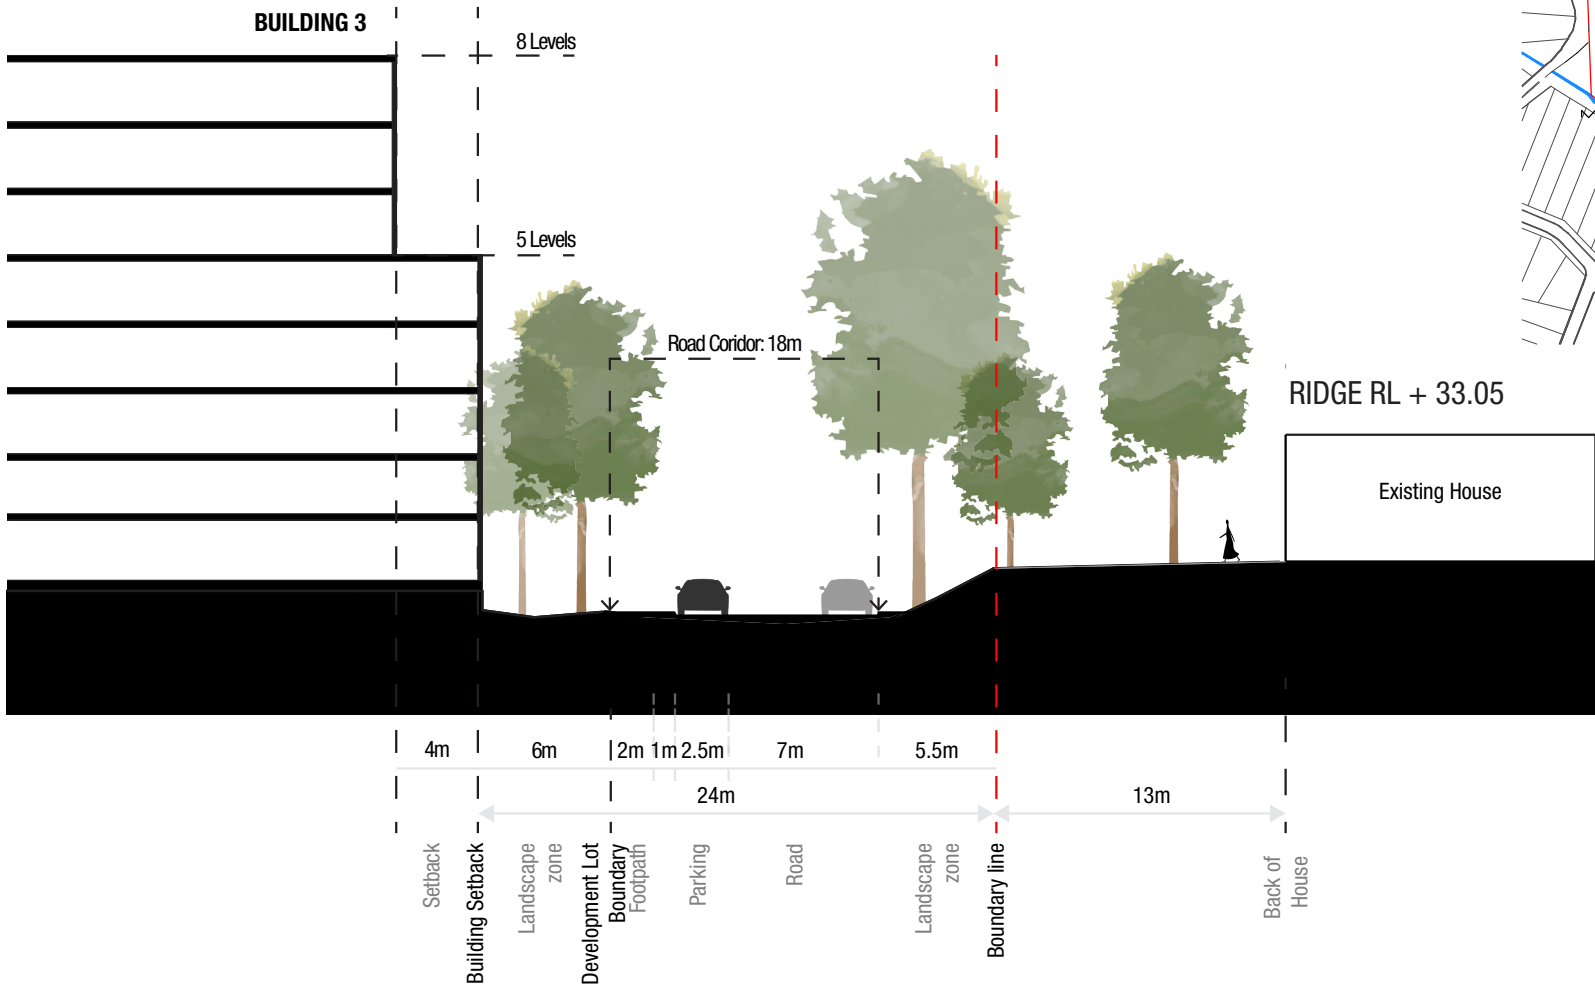 BUILDING 3
8 Levels
5 Levels
Road Coridor: 18m
RIDGE RL + 33.05
Existing House
4m
6m
2m
1m
2.5m
7m
5.5m
24m
13m
Setback
Building Setback
Landscape
zone
Development Lot
Boundary
Footpath
Parking
Road
Landscape
zone
Boundary line
Back of
House